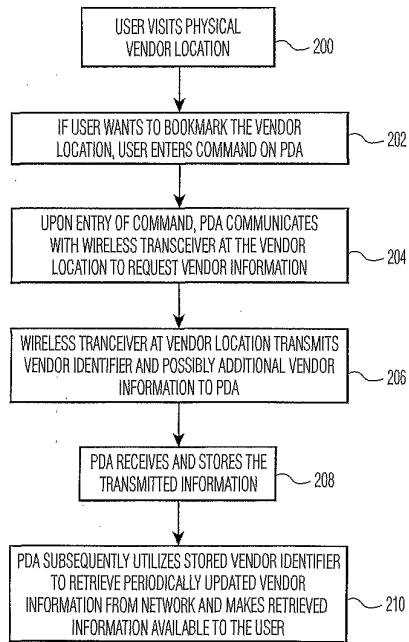 USER VISITS PHYSICAL
VENDOR LOCATION
200
IF USER WANTS TO BOOKMARK THE VENDOR
LOCATION, USER ENTERS COMMAND ON PDA
202
UPON ENTRY OF COMMAND, PDA COMMUNICATES
WITH WIRELESS TRANSCEIVER AT THE VENDOR
LOCATION TO REQUEST VENDOR INFORMATION
204
WIRELESS TRANCEIVER AT VENDOR LOCATION TRANSMITS
VENDOR IDENTIFIER AND POSSIBLY ADDITIONAL VENDOR
INFORMATION TO PDA
206
PDA RECEIVES AND STORES THE
TRANSMITTED INFORMATION
208
PDA SUBSEQUENTLY UTILIZES STORED VENDOR IDENTIFIER
TO RETRIEVE PERIODICALLY UPDATED VENDOR
INFORMATION FROM NETWORK AND MAKES RETRIEVED
INFORMATION AVAILABLE TO THE USER
210